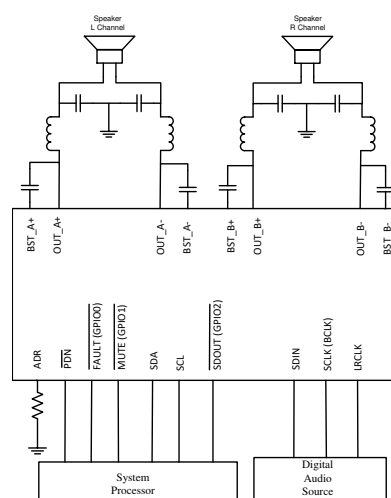 Speaker
L Channel
Speaker
R Channel
BST_A+
OUT_A+
OUT_A-
BST_A-
BST_B+
OUT_B+
OUT_B-
BST_B-
ADR
PDN
FAULT (GPIO0)
MUTE (GPIO1)
SDA
SCL
SDOUT (GPIO2)
SDIN
SCLK (BCLK)
LRCLK
System
Processor
Digital
Audio
Source